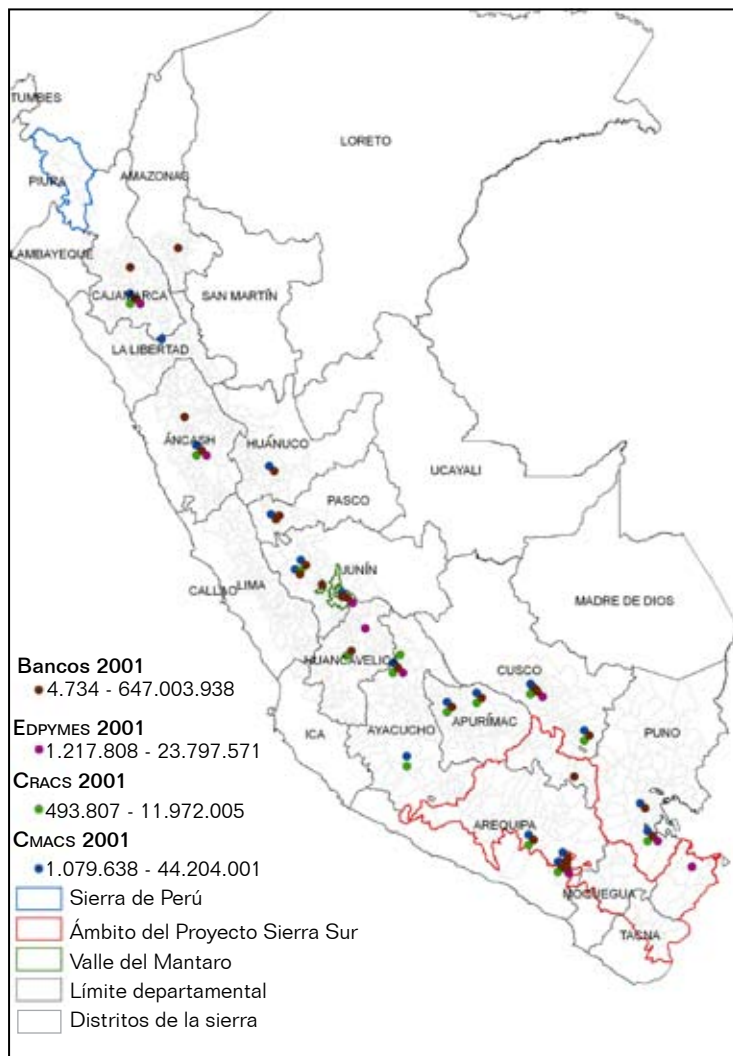 TUMBES
LORETO
PIURA
AMAZONAS
LAMBAYEQUE
CAJAMARCA
SAN MARTÍN
LA LIBERTAD
ÁNCASH
HUÁNUCO
UCAYALI
PASCO
JUNÍN
CALLAO
LIMA
MADRE DE DIOS
HUANCAVELIC
CUSCO
ICA
AYACUCHO
APURÍMAC
PUNO
AREQUIPA
MOQUEGUA
TACNA
Bancos 2001
4.734 - 647.003.938
EDPYMES 2001
1.217.808 - 23.797.571
CRACS 2001
493.807 - 11.972.005
CMACS 2001
1.079.638 - 44.204.001
Sierra de Perú
Ámbito del Proyecto Sierra Sur
Valle del Mantaro
Límite departamental
Distritos de la sierra